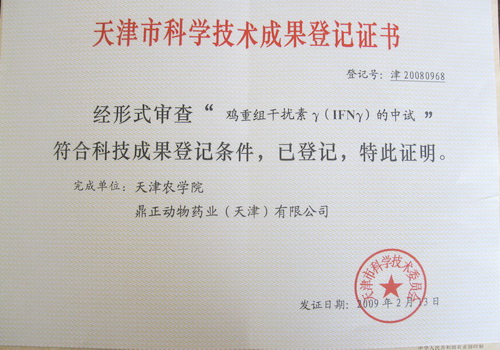 天津市科学技术成果登记证书
登记号：津20080968
经形式审查“鸡重组干扰素γ（IFNγ）的中试”
符合科技成果登记条件，已登记，特此证明。
完成单位：天津农学院
鼎正动物药业（天津）有限公司
天津市科学技术委员会
发证日期：2009年2月13日